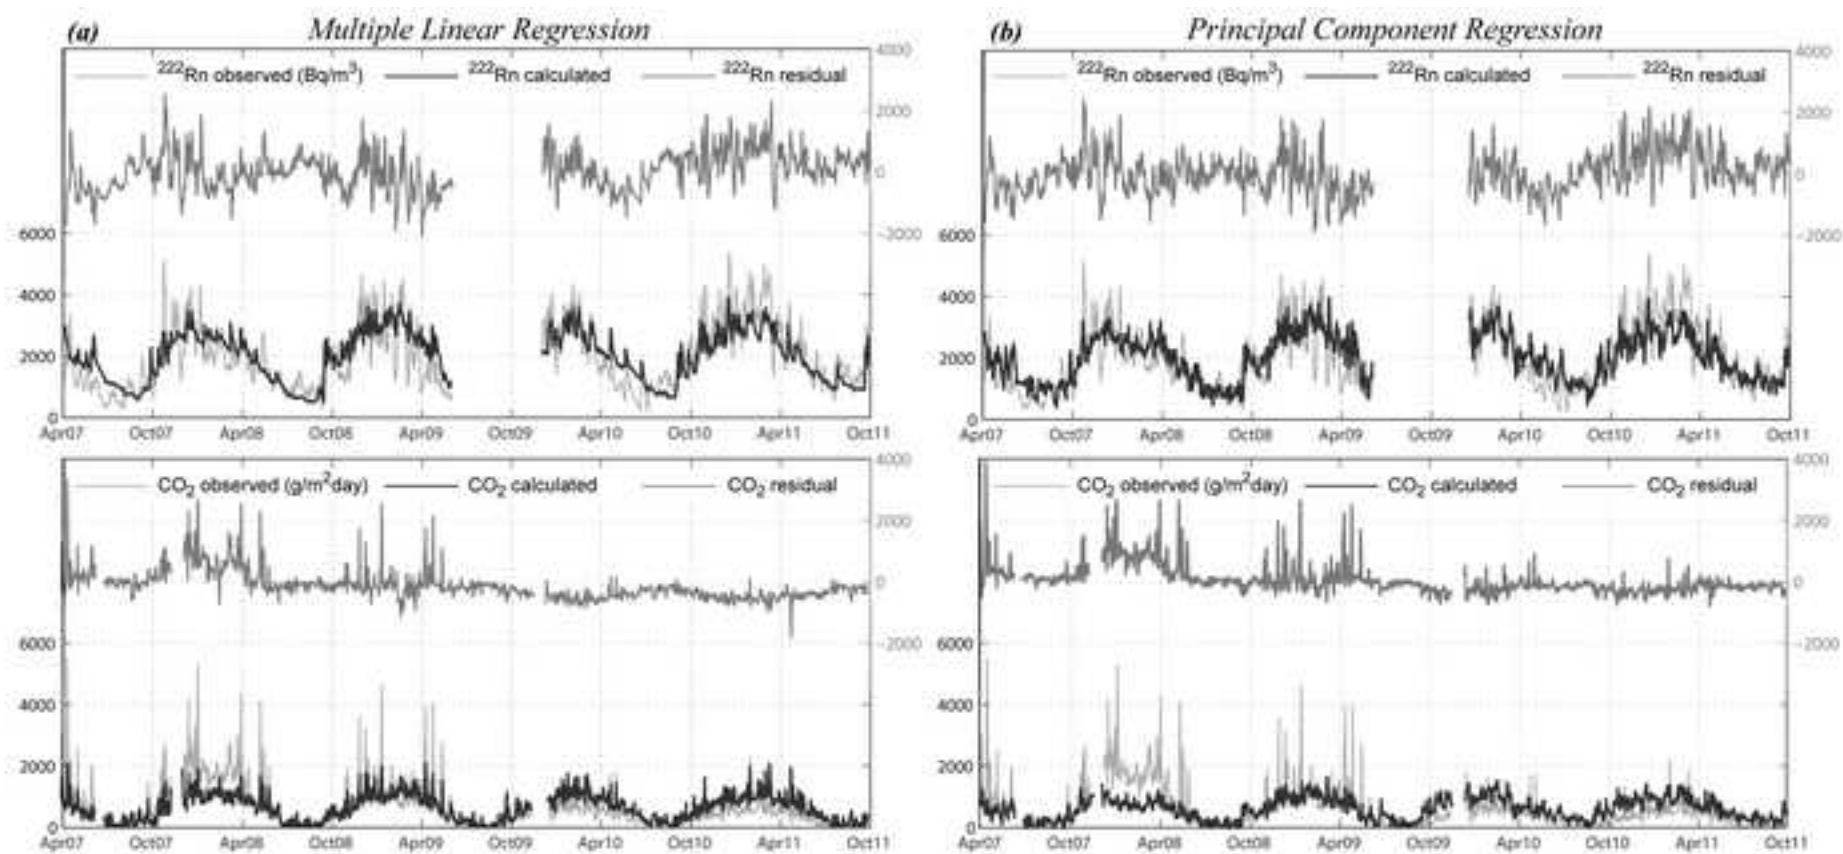 (a) Multiple Linear Regression
4000
²²²Rn observed (Bq/m³) ²²²Rn calculated ²²²Rn residual
2000
0
6000 -2000
4000
2000
0
Apr07 Oct07 Apr08 Oct08 Apr09 Oct09 Apr10 Oct10 Apr11 Oct11
4000
CO₂ observed (g/m²day) CO₂ calculated CO₂ residual
2000
0
6000 -2000
4000
2000
0
Apr07 Oct07 Apr08 Oct08 Apr09 Oct09 Apr10 Oct10 Apr11 Oct11
(b) Principal Component Regression
4000
²²²Rn observed (Bq/m³) ²²²Rn calculated ²²²Rn residual
2000
0
6000 -2000
4000
2000
0
Apr07 Oct07 Apr08 Oct08 Apr09 Oct09 Apr10 Oct10 Apr11 Oct11
4000
CO₂ observed (g/m²day) CO₂ calculated CO₂ residual
2000
0
6000 -2000
4000
2000
0
Apr07 Oct07 Apr08 Oct08 Apr09 Oct09 Apr10 Oct10 Apr11 Oct11